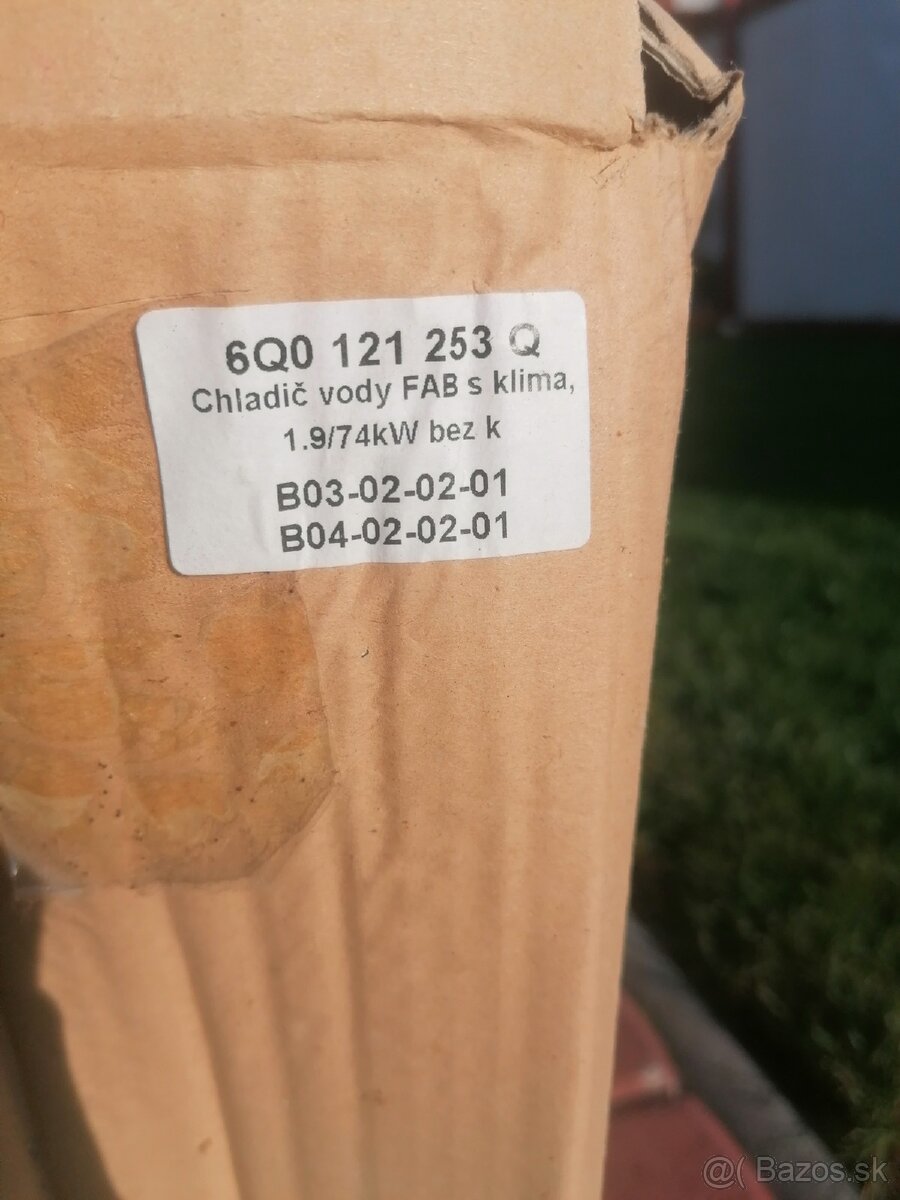 6Q0 121 253 Q
Chladič vody FAB s klima,
1.9/74kW bez k
B03-02-02-01
B04-02-02-01
@( Bazos.sk